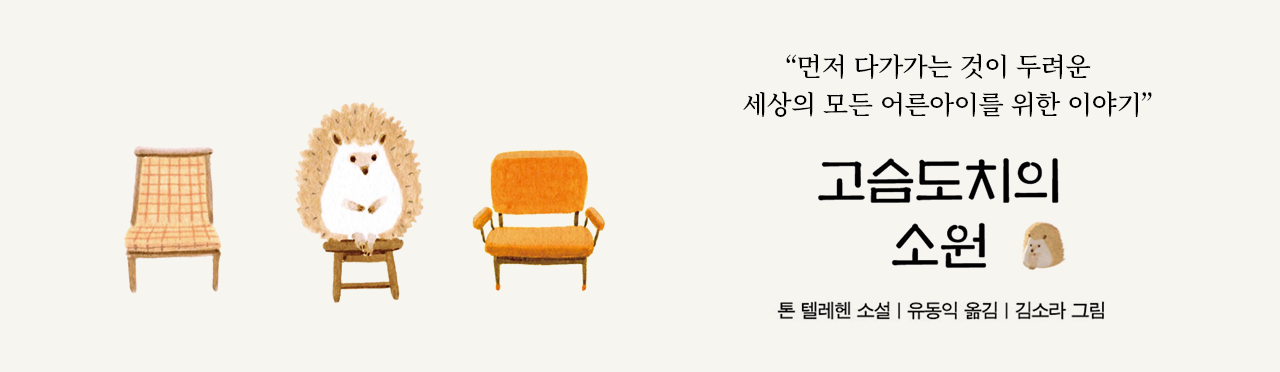 “먼저 다가가는 것이 두려운
세상의 모든 어른아이를 위한 이야기”
고슴도치의
소원
톤 텔레헨 소설 | 유동익 옮김 | 김소라 그림